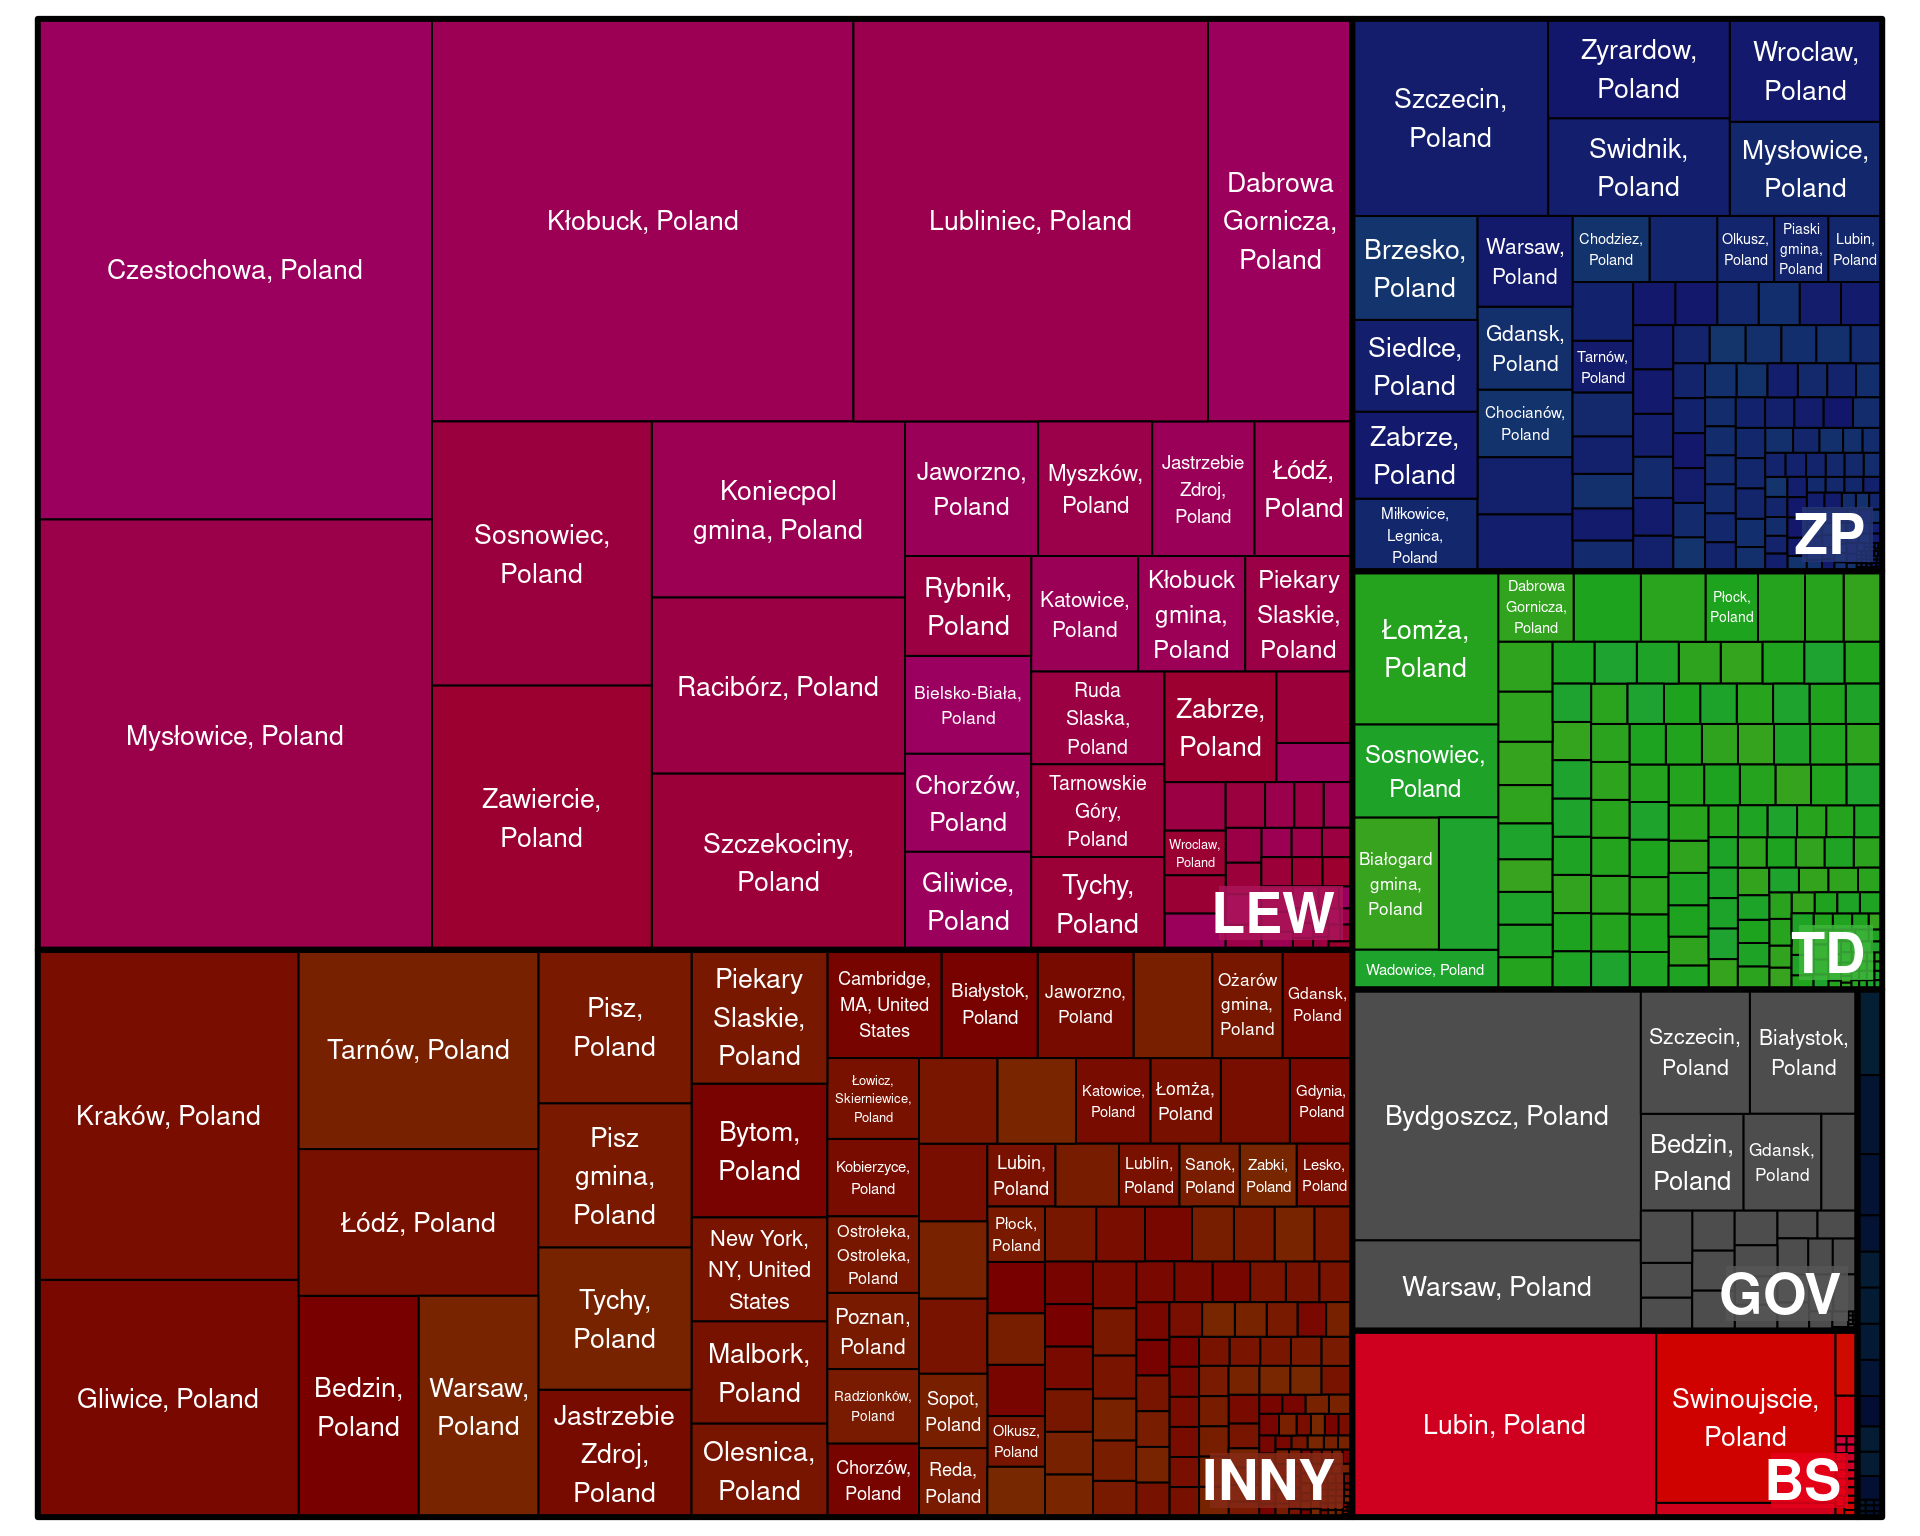 Czestochowa, Poland
Mysłowice, Poland
Kłobuck, Poland
Lubliniec, Poland
Dabrowa
Gornicza,
Poland
Sosnowiec,
Poland
Zawiercie,
Poland
Koniecpol
gmina, Poland
Racibórz, Poland
Szczekociny,
Poland
Jaworzno,
Poland
Myszków,
Poland
Jastrzebie
Zdroj,
Poland
Łódź,
Poland
Rybnik,
Poland
Bielsko-Biała,
Poland
Chorzów,
Poland
Gliwice,
Poland
Katowice,
Poland
Kłobuck
gmina,
Poland
Piekary
Slaskie,
Poland
Ruda
Slaska,
Poland
Tarnowskie
Góry,
Poland
Tychy,
Poland
Zabrze,
Poland
Wroclaw,
Poland
LEW
Szczecin,
Poland
Zyrardow,
Poland
Swidnik,
Poland
Wroclaw,
Poland
Mysłowice,
Poland
Brzesko,
Poland
Siedlce,
Poland
Zabrze,
Poland
Miłkowice,
Legnica,
Poland
Warsaw,
Poland
Gdansk,
Poland
Chocianów,
Poland
Chodziez,
Poland
Tarnów,
Poland
Olkusz,
Poland
Piaski
gmina,
Poland
Lubin,
Poland
ZP
Łomża,
Poland
Sosnowiec,
Poland
Białogard
gmina,
Poland
Wadowice, Poland
Dabrowa
Gornicza,
Poland
Płock,
Poland
TD
Kraków, Poland
Gliwice, Poland
Tarnów, Poland
Łódź, Poland
Bedzin,
Poland
Warsaw,
Poland
Pisz,
Poland
Pisz
gmina,
Poland
Tychy,
Poland
Jastrzebie
Zdroj,
Poland
Piekary
Slaskie,
Poland
Bytom,
Poland
New York,
NY, United
States
Malbork,
Poland
Olesnica,
Poland
Cambridge,
MA, United
States
Białystok,
Poland
Jaworzno,
Poland
Ożarów
gmina,
Poland
Gdansk,
Poland
Łowicz,
Skierniewice,
Poland
Kobierzyce,
Poland
Ostrołeka,
Ostroleka,
Poland
Poznan,
Poland
Radzionków,
Poland
Chorzów,
Poland
Katowice,
Poland
Łomża,
Poland
Gdynia,
Poland
Lubin,
Poland
Lublin,
Poland
Sanok,
Poland
Zabki,
Poland
Lesko,
Poland
Płock,
Poland
Sopot,
Poland
Reda,
Poland
Olkusz,
Poland
INNY
Bydgoszcz, Poland
Warsaw, Poland
Szczecin,
Poland
Białystok,
Poland
Bedzin,
Poland
Gdansk,
Poland
GOV
Lubin, Poland
Swinoujscie,
Poland
BS